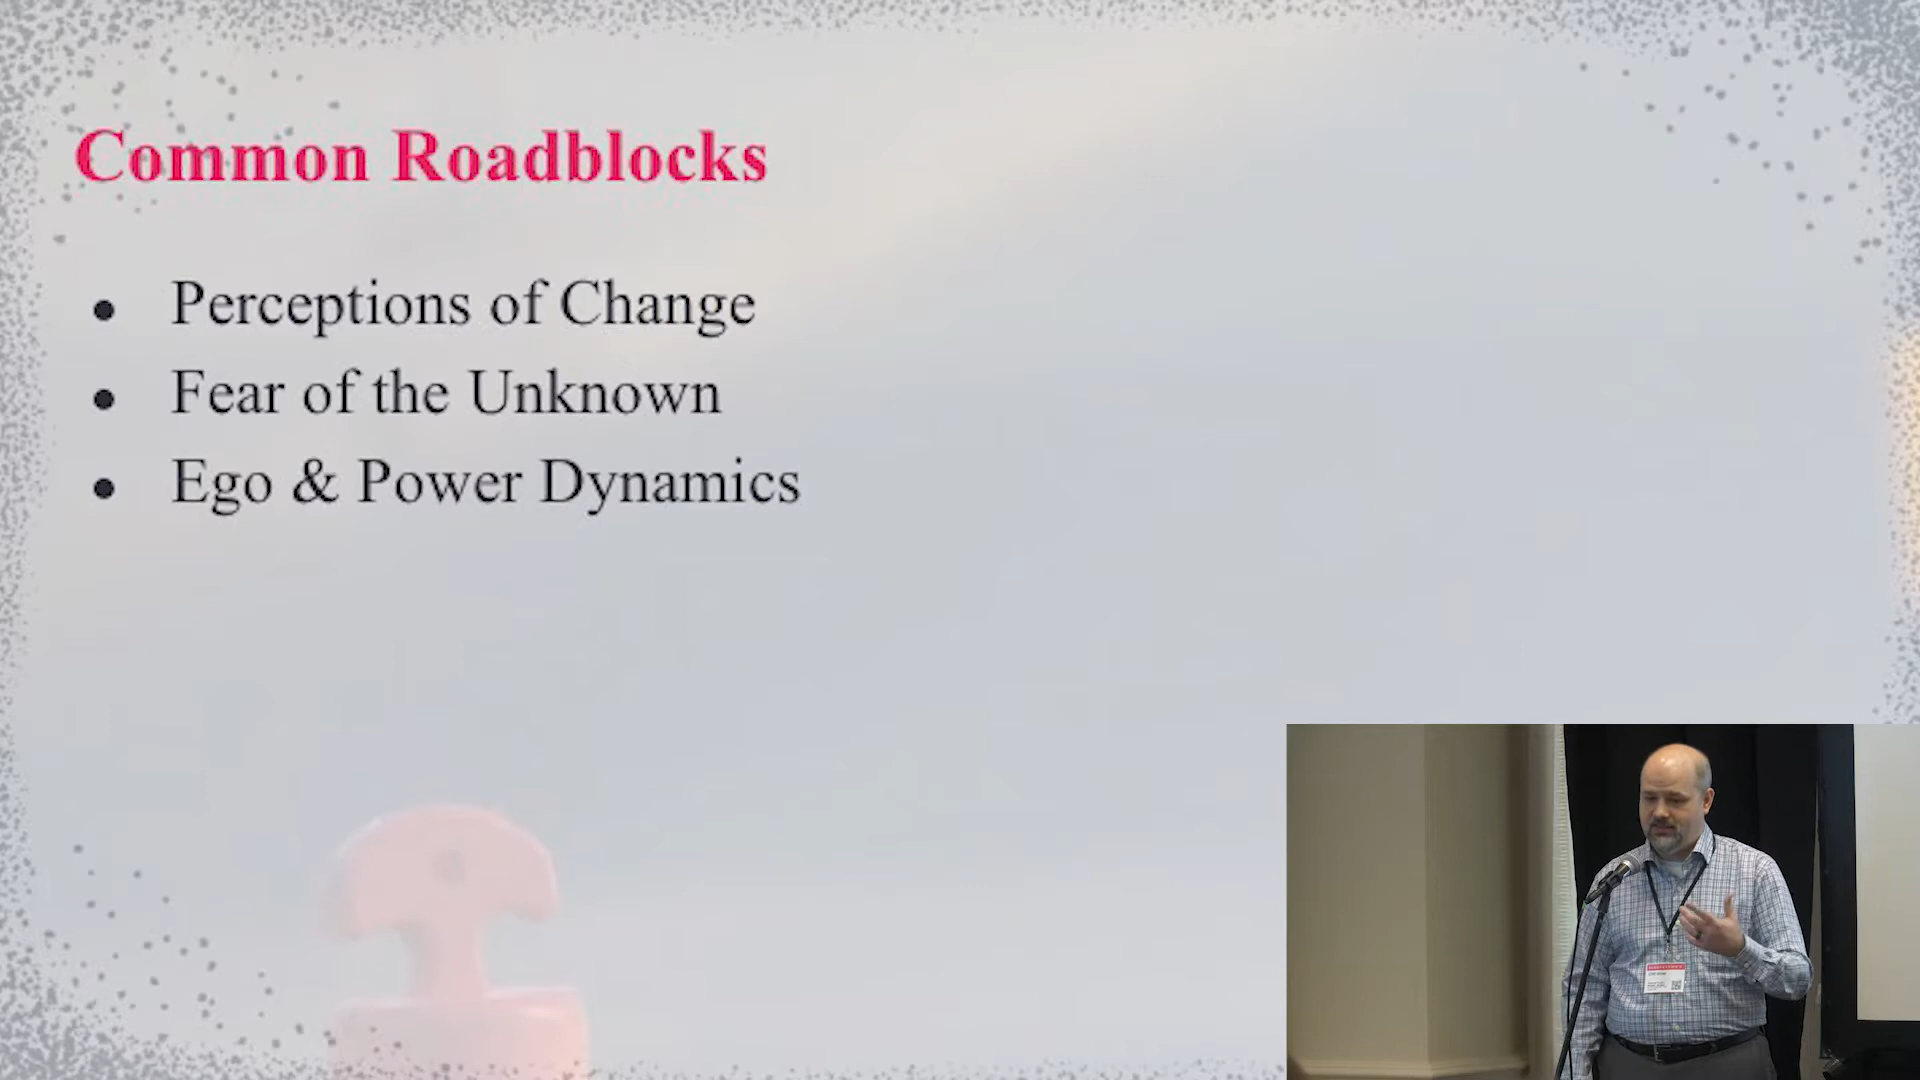 Common Roadblocks
● Perceptions of Change
● Fear of the Unknown
● Ego & Power Dynamics